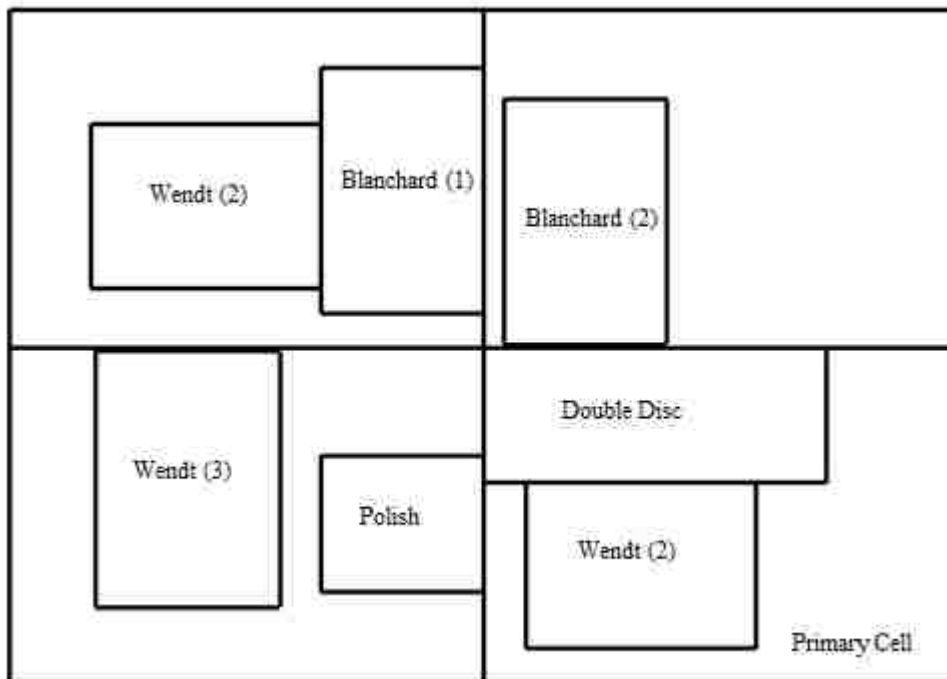 Wendt (2)
Blanchard (1)
Blanchard (2)
Double Disc
Wendt (3)
Polish
Wendt (2)
Primary Cell